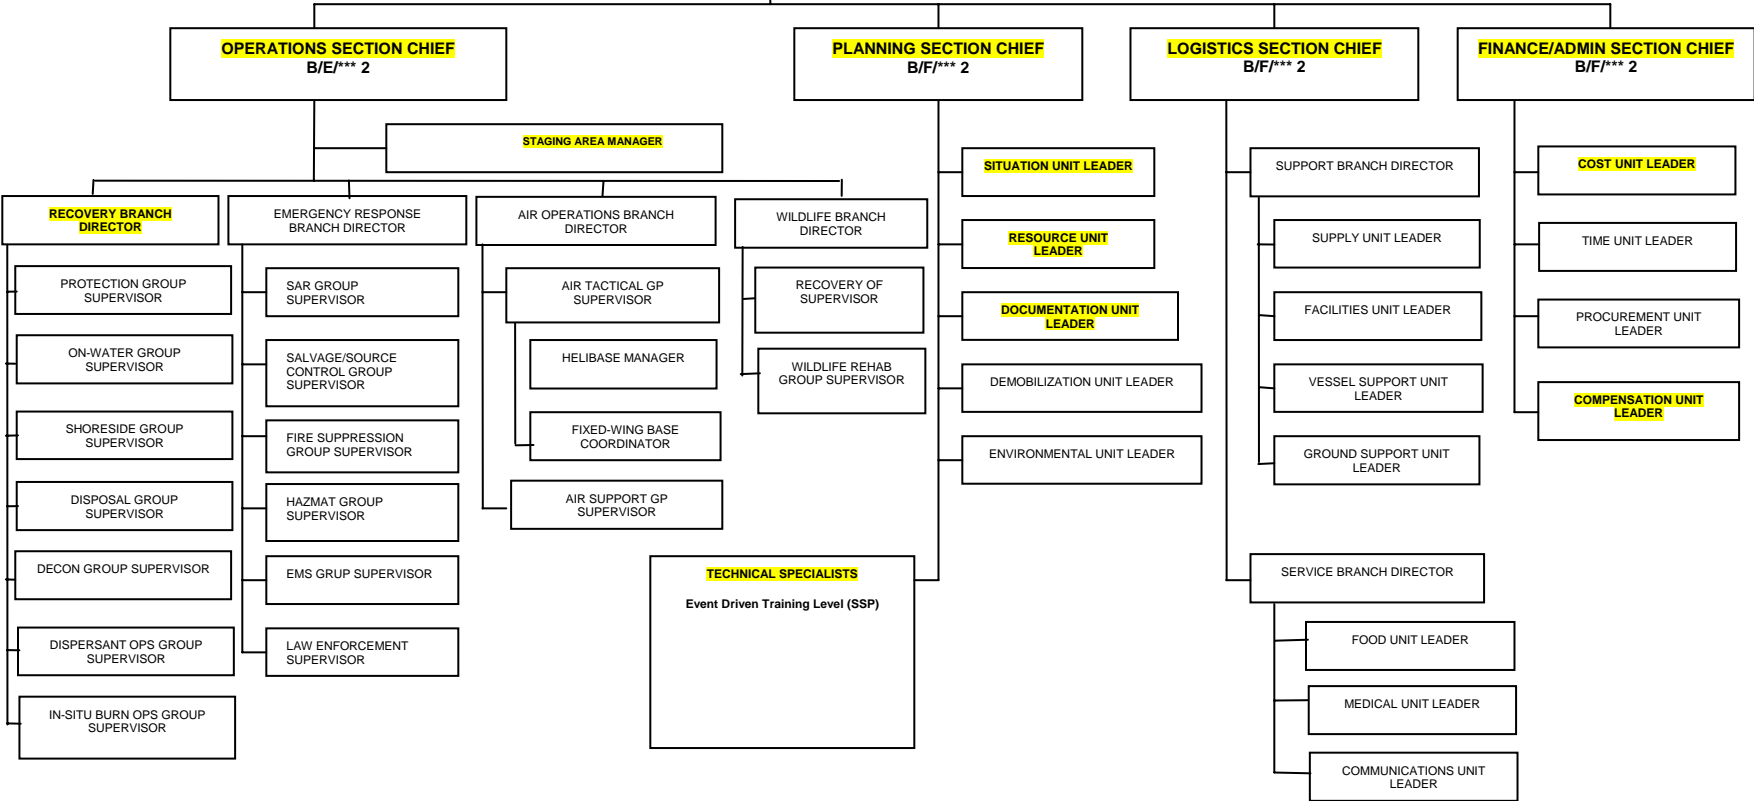 OPERATIONS SECTION CHIEF
B/E/*** 2
PLANNING SECTION CHIEF
B/F/*** 2
LOGISTICS SECTION CHIEF
B/F/*** 2
FINANCE/ADMIN SECTION CHIEF
B/F/*** 2
STAGING AREA MANAGER
RECOVERY BRANCH
DIRECTOR
PROTECTION GROUP
SUPERVISOR
ON-WATER GROUP
SUPERVISOR
SHORESIDE GROUP
SUPERVISOR
DISPOSAL GROUP
SUPERVISOR
DECON GROUP SUPERVISOR
DISPERSANT OPS GROUP
SUPERVISOR
IN-SITU BURN OPS GROUP
SUPERVISOR
EMERGENCY RESPONSE
BRANCH DIRECTOR
SAR GROUP
SUPERVISOR
SALVAGE/SOURCE
CONTROL GROUP
SUPERVISOR
FIRE SUPPRESSION
GROUP SUPERVISOR
HAZMAT GROUP
SUPERVISOR
EMS GRUP SUPERVISOR
LAW ENFORCEMENT
SUPERVISOR
AIR OPERATIONS BRANCH
DIRECTOR
AIR TACTICAL GP
SUPERVISOR
HELIBASE MANAGER
FIXED-WING BASE
COORDINATOR
AIR SUPPORT GP
SUPERVISOR
WILDLIFE BRANCH
DIRECTOR
RECOVERY OF
SUPERVISOR
WILDLIFE REHAB
GROUP SUPERVISOR
SITUATION UNIT LEADER
RESOURCE UNIT
LEADER
DOCUMENTATION UNIT
LEADER
DEMOBILIZATION UNIT LEADER
ENVIRONMENTAL UNIT LEADER
TECHNICAL SPECIALISTS
Event Driven Training Level (SSP)
SUPPORT BRANCH DIRECTOR
SUPPLY UNIT LEADER
FACILITIES UNIT LEADER
VESSEL SUPPORT UNIT
LEADER
GROUND SUPPORT UNIT
LEADER
SERVICE BRANCH DIRECTOR
FOOD UNIT LEADER
MEDICAL UNIT LEADER
COMMUNICATIONS UNIT
LEADER
COST UNIT LEADER
TIME UNIT LEADER
PROCUREMENT UNIT
LEADER
COMPENSATION UNIT
LEADER